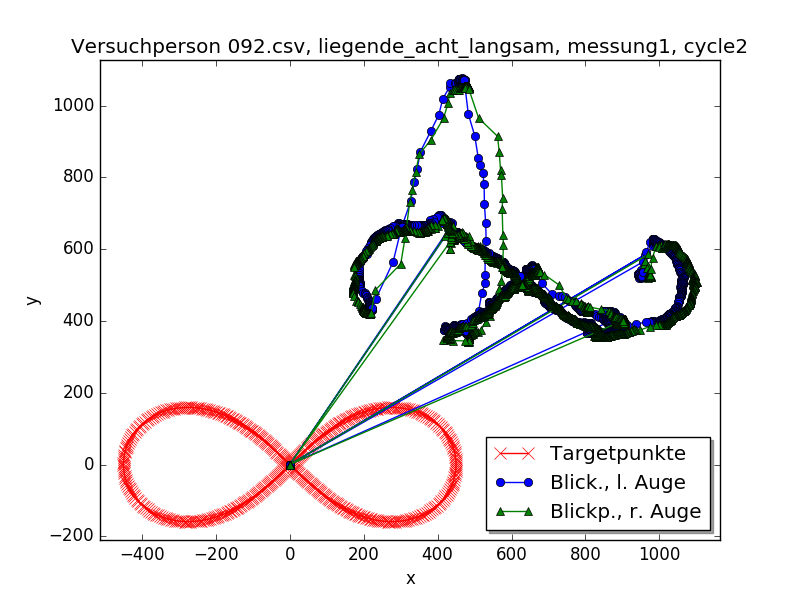 Versuchperson 092.csv, liegende_acht_langsam, messung1, cycle2
y
1000
800
600
400
200
0
−200
−400
−200
0
200
400
600
800
1000
x
Targetpunkte
Blick., l. Auge
Blickp., r. Auge